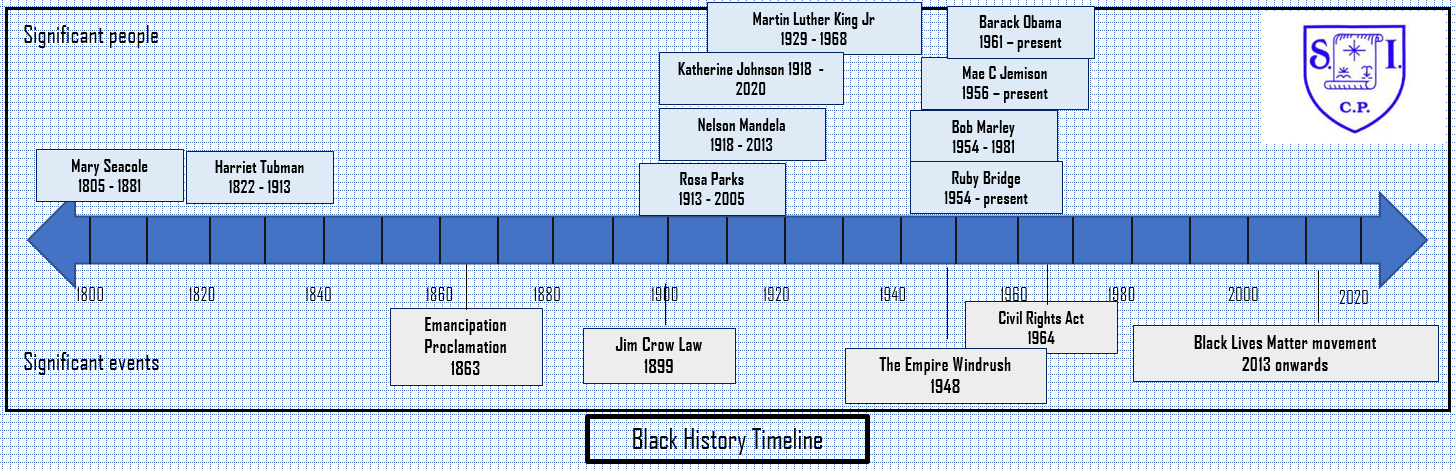 Significant people
Martin Luther King Jr
1929 - 1968
Barack Obama
1961 – present
Katherine Johnson 1918 -
2020
Mae C Jemison
1956 – present
Nelson Mandela
1918 - 2013
Bob Marley
1954 - 1981
Mary Seacole
1805 - 1881
Harriet Tubman
1822 - 1913
Rosa Parks
1913 - 2005
Ruby Bridge
1954 - present
S. I.
C.P.
1800 1820 1840 1860 1880 1900 1920 1940 1960 1980 2000 2020
Significant events
Emancipation
Proclamation
1863
Jim Crow Law
1899
The Empire Windrush
1948
Civil Rights Act
1964
Black Lives Matter movement
2013 onwards
Black History Timeline